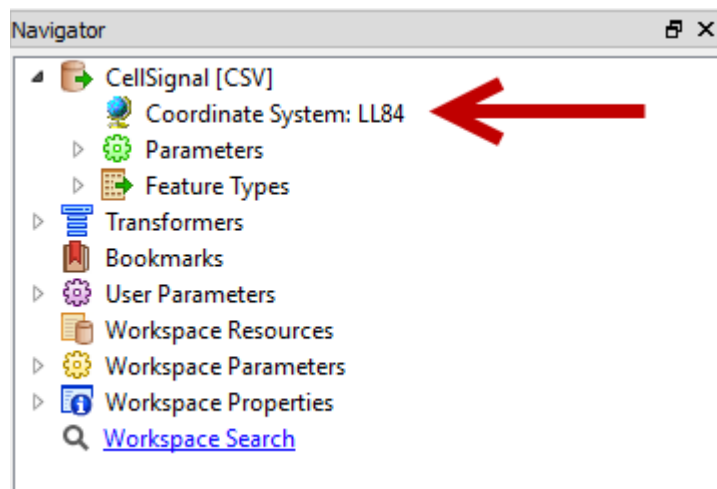 Navigator
CellSignal [CSV]
Coordinate System: LL84
Parameters
Feature Types
Transformers
Bookmarks
User Parameters
Workspace Resources
Workspace Parameters
Workspace Properties
Workspace Search